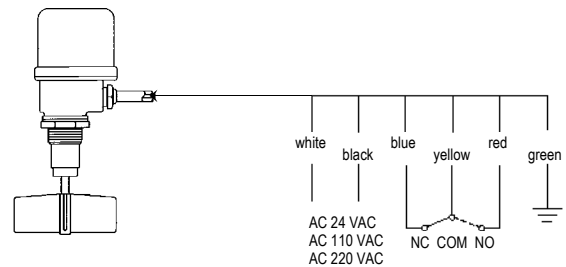 white
black
blue
yellow
red
green
AC 24 VAC
AC 110 VAC
AC 220 VAC
NC COM NO